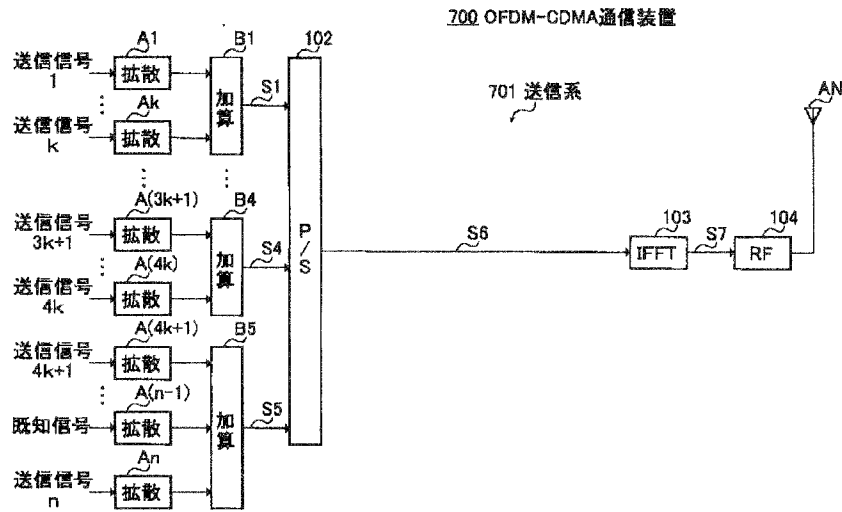 700 OFDM-CDMA通信装置
701 送信系
送信信号
1
A1
拡散
B1
加算
S1
102
P/S
送信信号
k
Ak
拡散
送信信号
3k+1
A(3k+1)
拡散
B4
加算
S4
送信信号
4k
A(4k)
拡散
送信信号
4k+1
A(4k+1)
拡散
B5
加算
S5
既知信号
A(n-1)
拡散
送信信号
n
An
拡散
S6
103
IFFT
S7
104
RF
AN